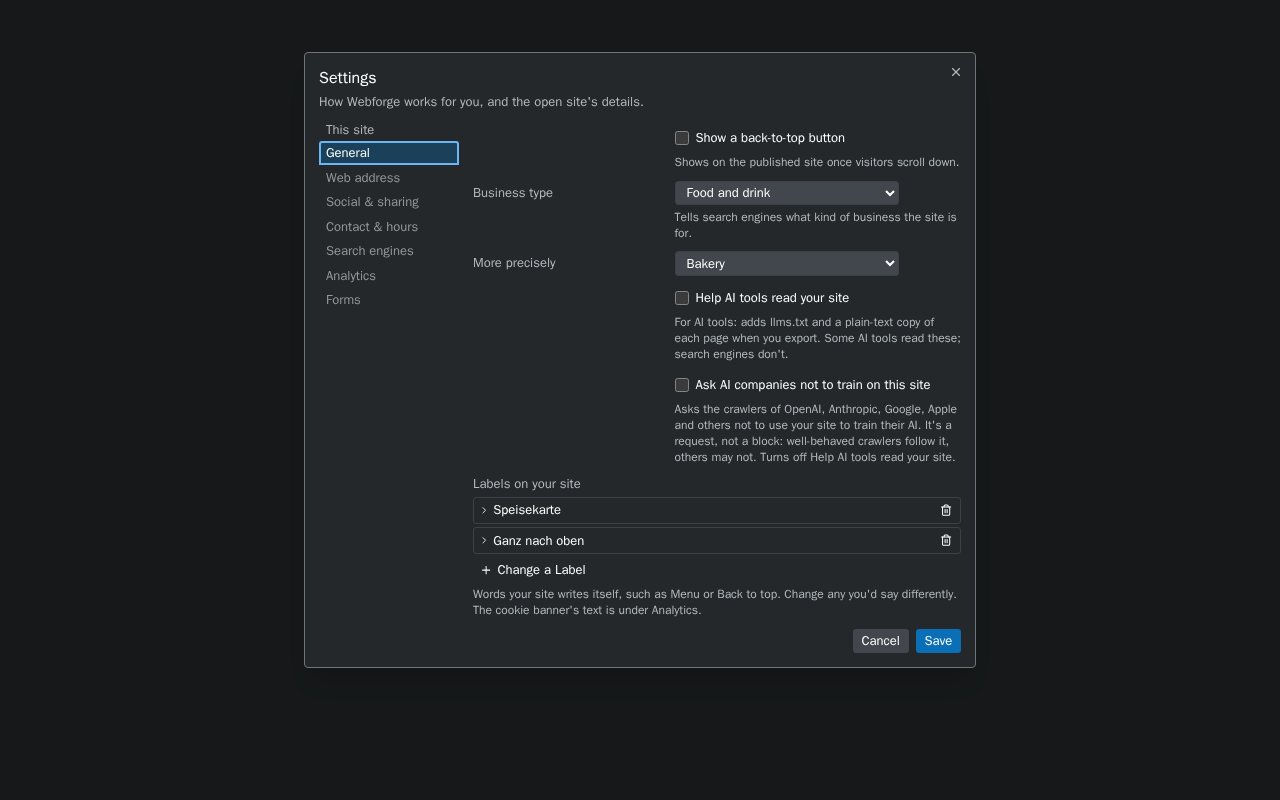 Settings
How Webforge works for you, and the open site's details.
This site
General
Web address
Social & sharing
Contact & hours
Search engines
Analytics
Forms
Show a back-to-top button
Shows on the published site once visitors scroll down.
Business type
Food and drink
Tells search engines what kind of business the site is
for.
More precisely
Bakery
Help AI tools read your site
For AI tools: adds llms.txt and a plain-text copy of
each page when you export. Some AI tools read these;
search engines don't.
Ask AI companies not to train on this site
Asks the crawlers of OpenAI, Anthropic, Google, Apple
and others not to use your site to train their AI. It's a
request, not a block: well-behaved crawlers follow it,
others may not. Turns off Help AI tools read your site.
Labels on your site
Speisekarte
Ganz nach oben
Change a Label
Words your site writes itself, such as Menu or Back to top. Change any you'd say differently.
The cookie banner's text is under Analytics.
Cancel
Save